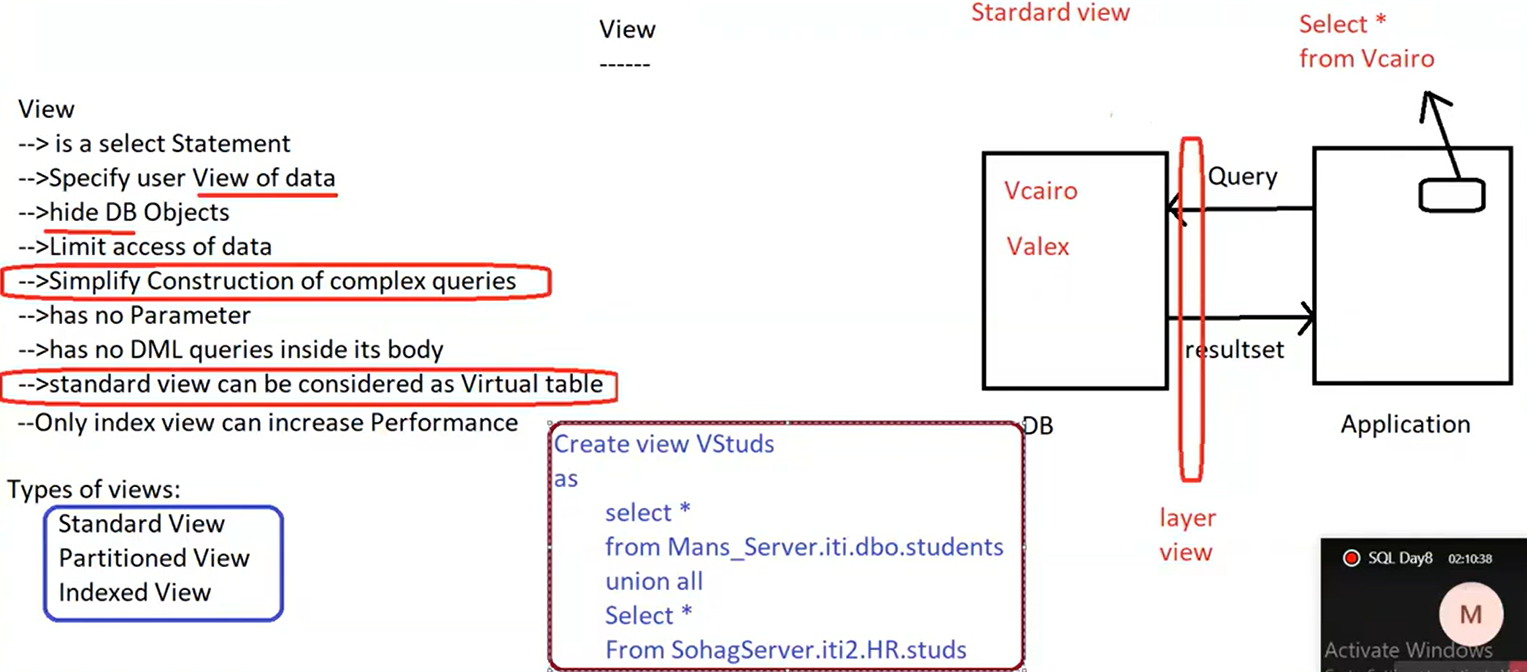 View
------
View
--> is a select Statement
-->Specify user View of data
-->hide DB Objects
-->Limit access of data
-->Simplify Construction of complex queries
-->has no Parameter
-->has no DML queries inside its body
-->standard view can be considered as Virtual table
--Only index view can increase Performance
Types of views:
Standard View
Partitioned View
Indexed View
Create view VStuds
as
select *
from Mans_Server.iti.dbo.students
union all
Select *
From SohagServer.iti2.HR.studs
Stardard view
Select *
from Vcairo
Vcairo
Valex
Query
resultset
DB
Application
layer
view
SQL Day8 02:10:38
M
Activate Windows